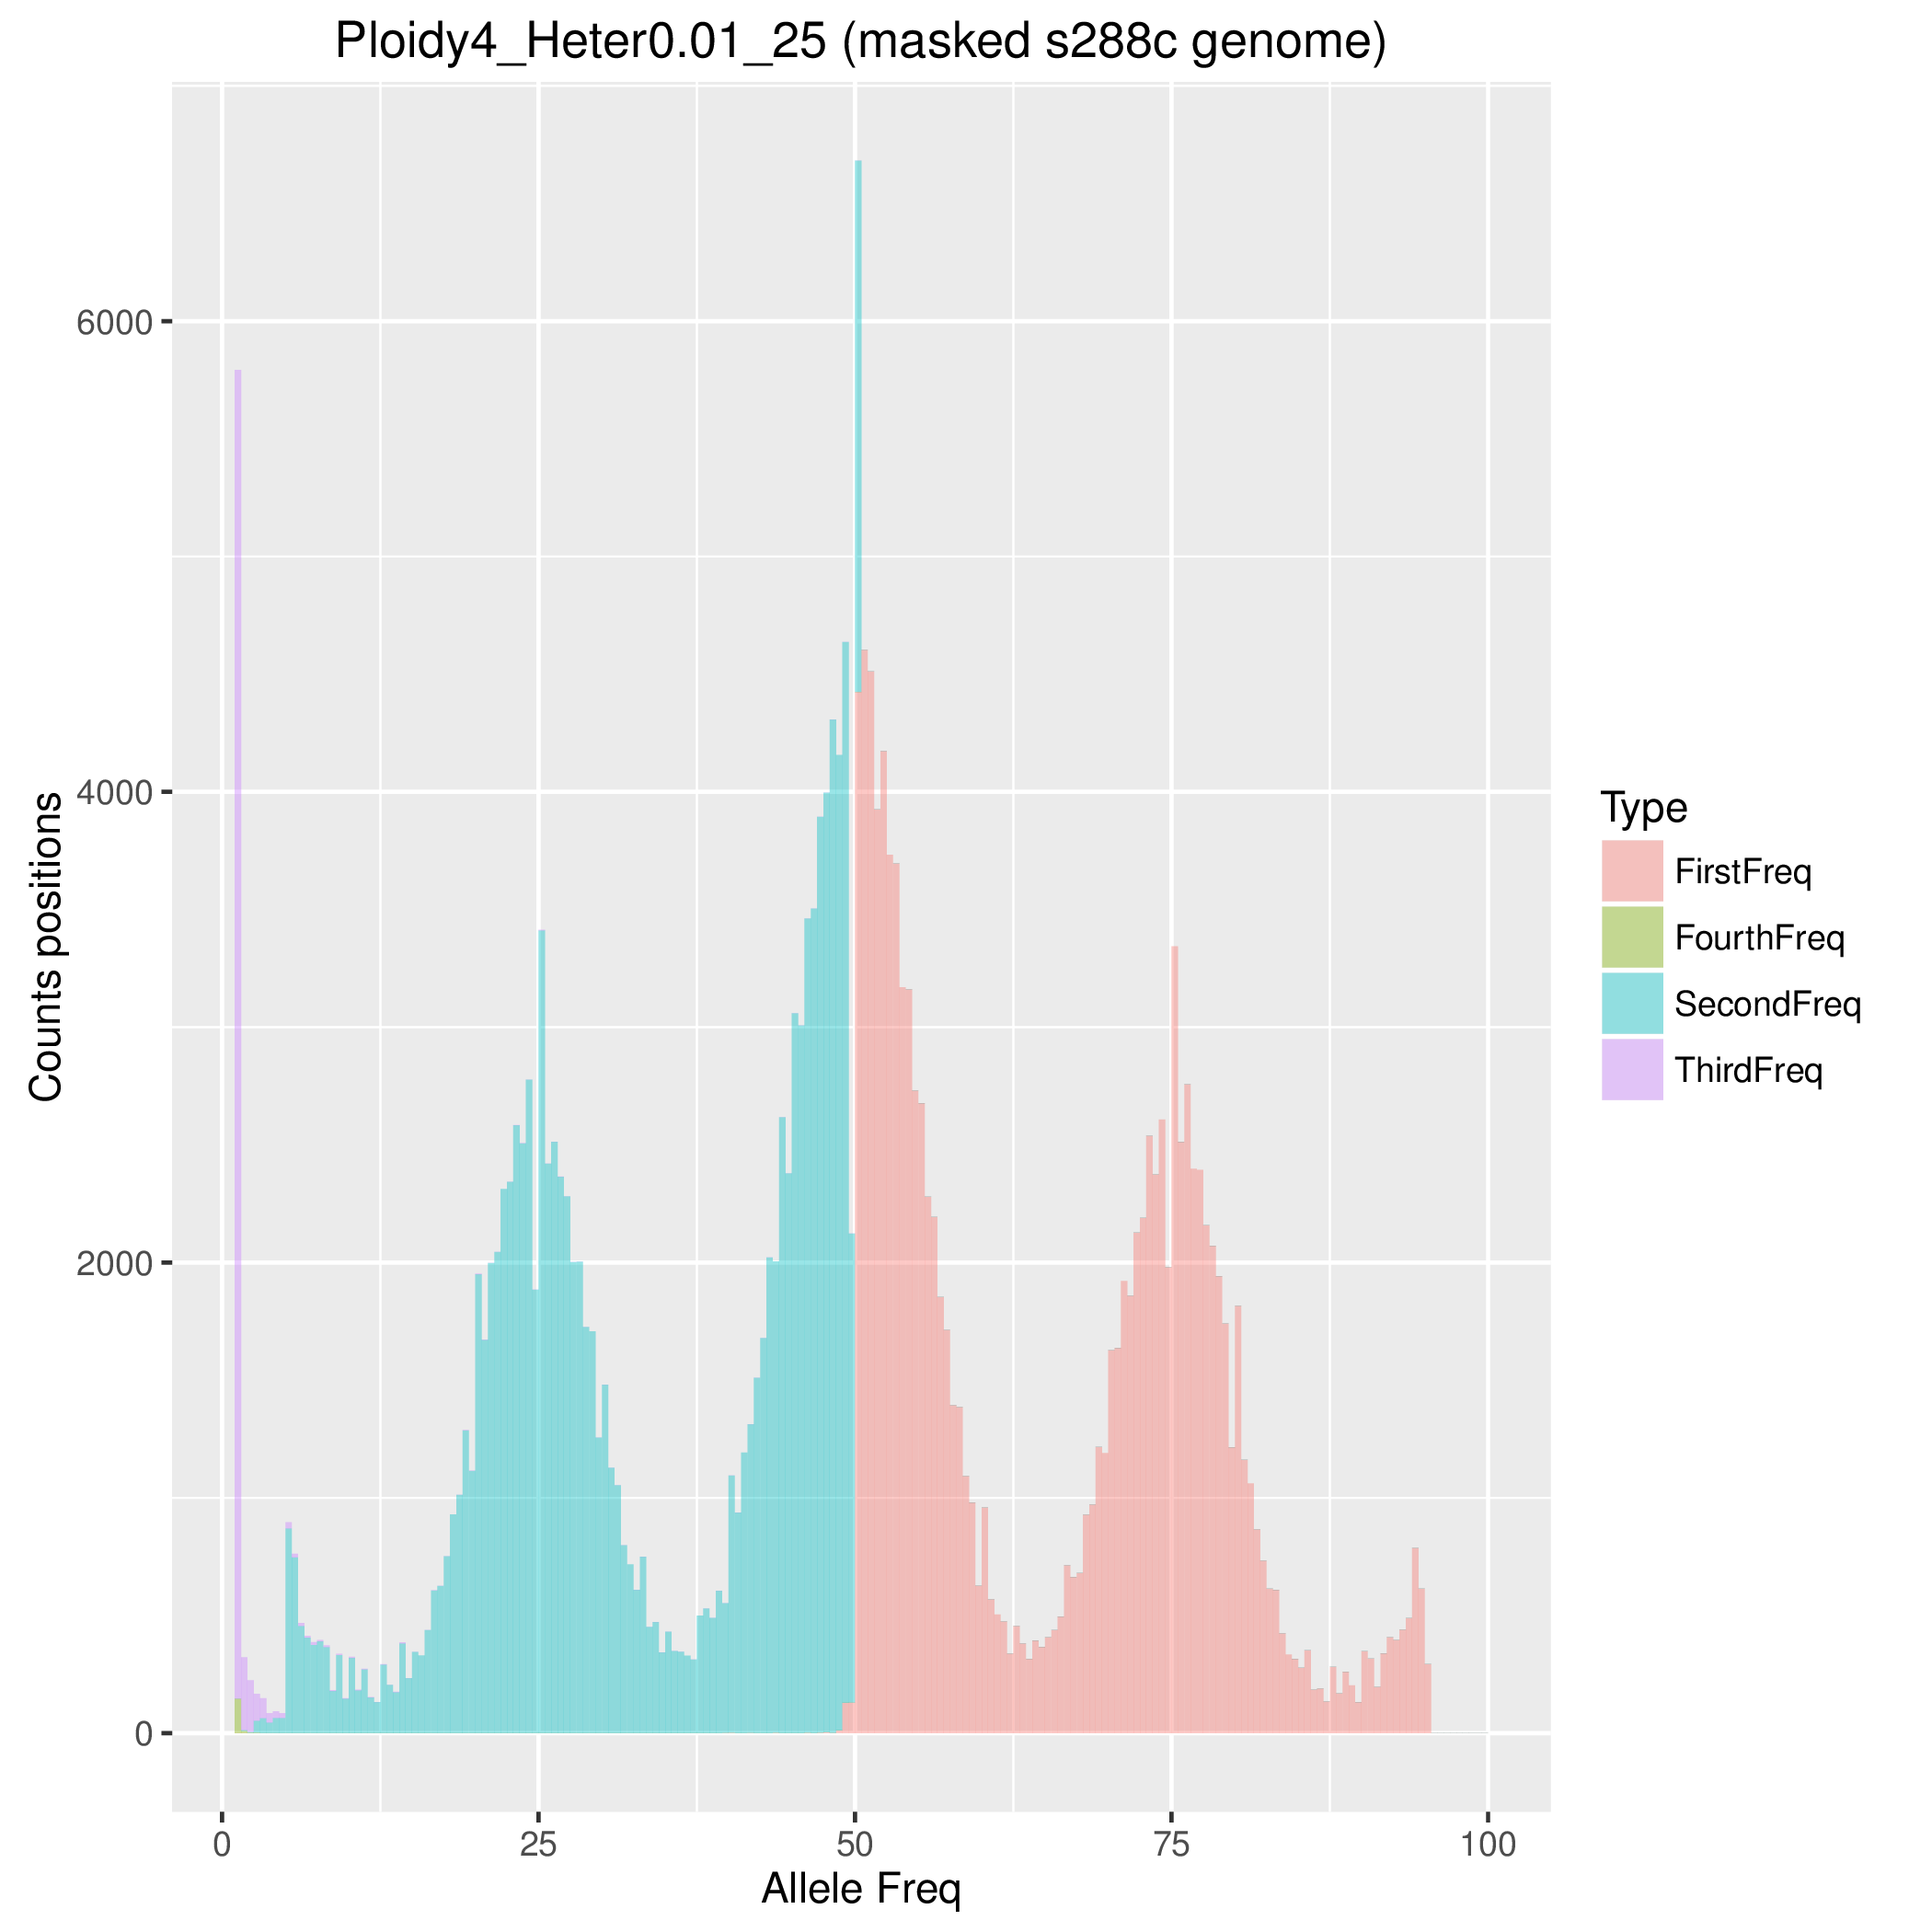 Ploidy4_Heter0.01_25 (masked s288c genome)
Counts positions
6000
4000
2000
0
0 25 50 75 100
Allele Freq
Type
FirstFreq
FourthFreq
SecondFreq
ThirdFreq